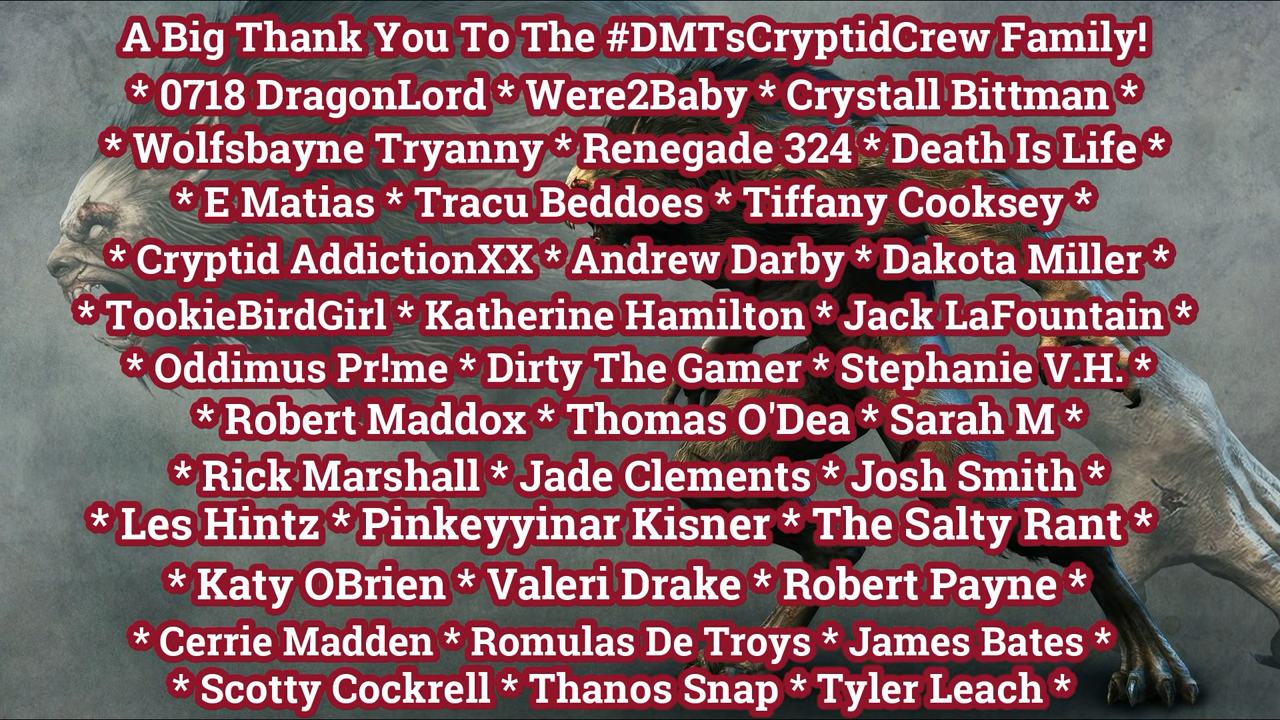 A Big Thank You To The #DMTsCryptidCrew Family!
* 0718 DragonLord * Were2Baby * Crystall Bittman *
* Wolfsbayne Tryanny * Renegade 324 * Death Is Life *
* E Matias * Tracu Beddoes * Tiffany Cooksey *
* Cryptid AddictionXX * Andrew Darby * Dakota Miller *
* TookieBirdGirl * Katherine Hamilton * Jack LaFountain *
* Oddimus Pr!me * Dirty The Gamer * Stephanie V.H. *
* Robert Maddox * Thomas O'Dea * Sarah M *
* Rick Marshall * Jade Clements * Josh Smith *
* Les Hintz * Pinkeyyinar Kisner * The Salty Rant *
* Katy OBrien * Valeri Drake * Robert Payne *
* Cerrie Madden * Romulas De Troys * James Bates *
* Scotty Cockrell * Thanos Snap * Tyler Leach *